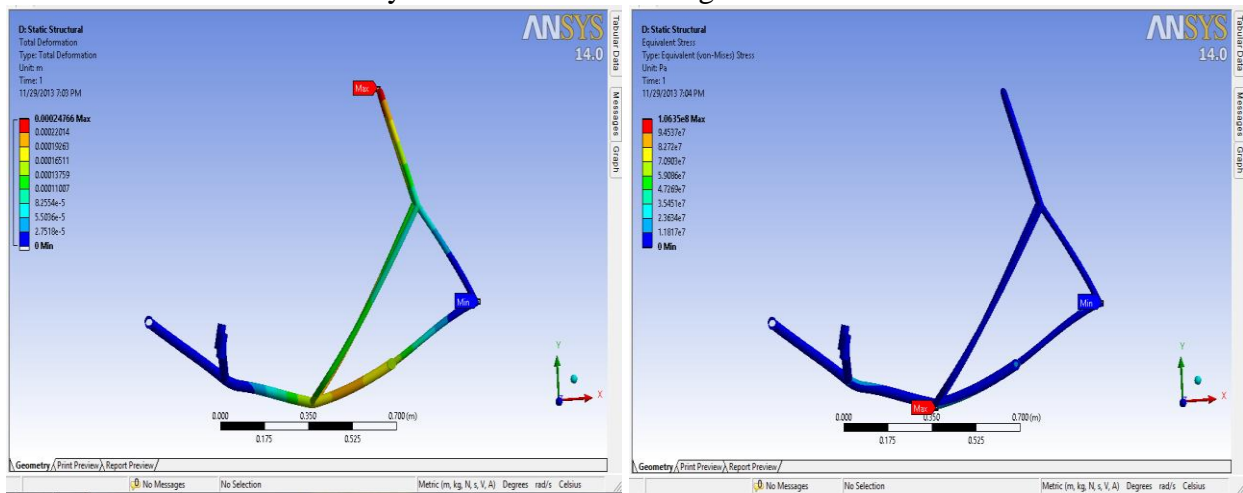 D: Static Structural
Total Deformation
Type: Total Deformation
Unit: m
Time: 1
11/29/2013 7:03 PM
0.00024766 Max
0.00022014
0.00019263
0.00016511
0.00013759
0.00011007
8.2554e-5
5.5036e-5
2.7518e-5
0 Min
ANSYS
14.0
Max
Min
Y
X
0.000
0.350
0.700 (m)
0.175
0.525
Geometry
Print Preview
Report Preview
0
No Messages
No Selection
Metric (m, kg, N, s, V, A) Degrees rad/s Celsius
Tabular Data
Messages
Graph
D: Static Structural
Equivalent Stress
Type: Equivalent (von-Mises) Stress
Unit: Pa
Time: 1
11/29/2013 7:04 PM
1.0635e8 Max
9.4537e7
8.272e7
7.0903e7
5.9086e7
4.7269e7
3.5451e7
2.3634e7
1.1817e7
0 Min
ANSYS
14.0
Min
Max
Y
X
0.000
0.350
0.700 (m)
0.175
0.525
Geometry
Print Preview
Report Preview
No Messages
No Selection
Metric (m, kg, N, s, V, A) Degrees rad/s Celsius
Tabular Data
Messages
Graph